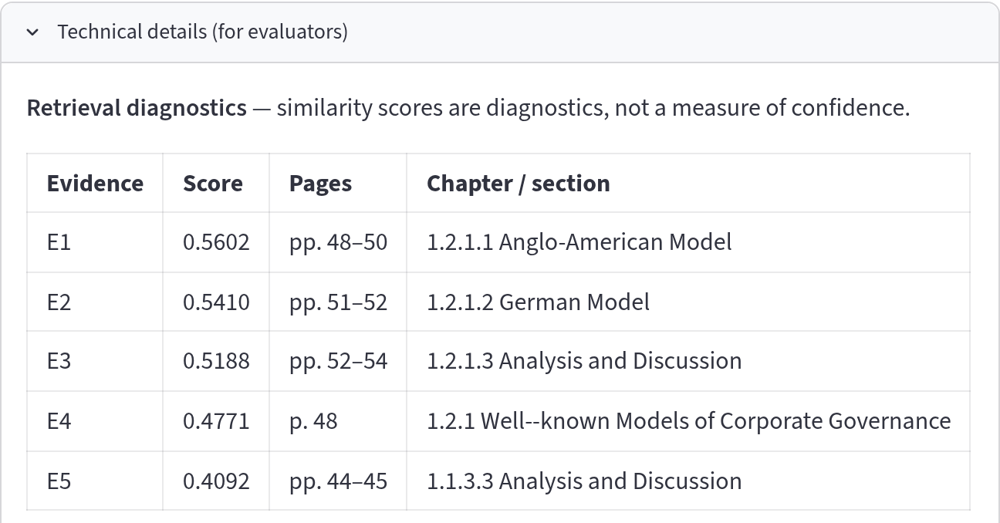 Technical details (for evaluators)
Retrieval diagnostics — similarity scores are diagnostics, not a measure of confidence.
Evidence Score Pages Chapter / section
E1 0.5602 pp. 48–50 1.2.1.1 Anglo-American Model
E2 0.5410 pp. 51–52 1.2.1.2 German Model
E3 0.5188 pp. 52–54 1.2.1.3 Analysis and Discussion
E4 0.4771 p. 48 1.2.1 Well--known Models of Corporate Governance
E5 0.4092 pp. 44–45 1.1.3.3 Analysis and Discussion